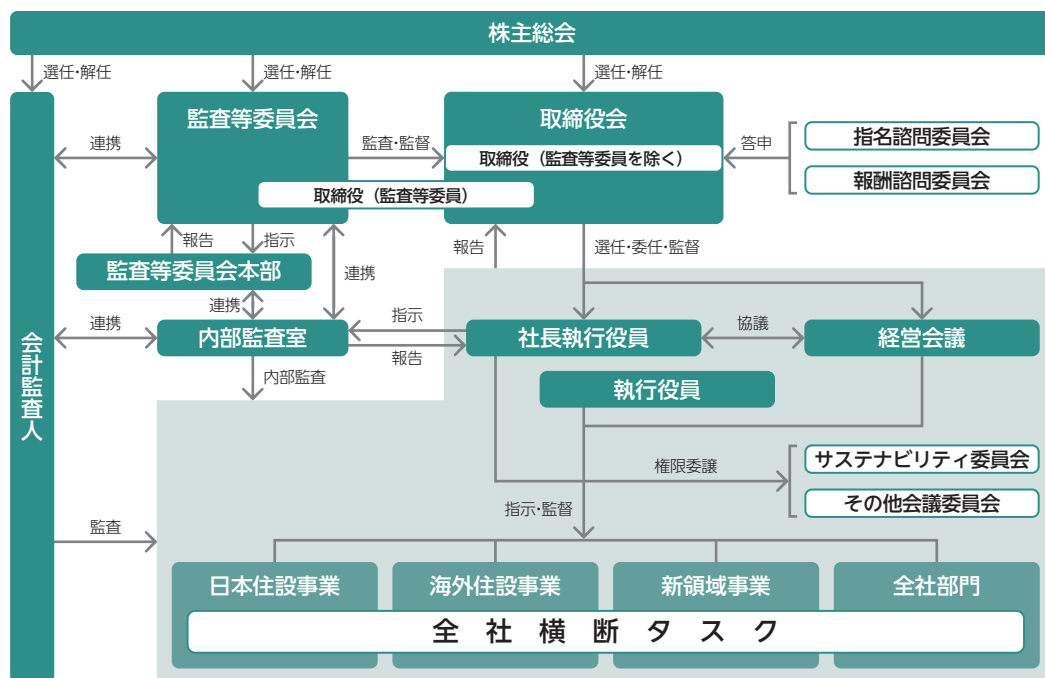 株主総会
選任・解任
選任・解任
選任・解任
監査等委員会
取締役会
連携
監査・監督
取締役（監査等委員を除く）
答申
指名諮問委員会
報酬諮問委員会
取締役（監査等委員）
報告
指示
連携
報告
選任・委任・監督
監査等委員会本部
連携
連携
内部監査室
指示
報告
社長執行役員
協議
経営会議
内部監査
執行役員
会計監査人
権限委譲
サステナビリティ委員会
その他会議委員会
指示・監督
監査
日本住設事業
海外住設事業
新領域事業
全社部門
全社横断タスク